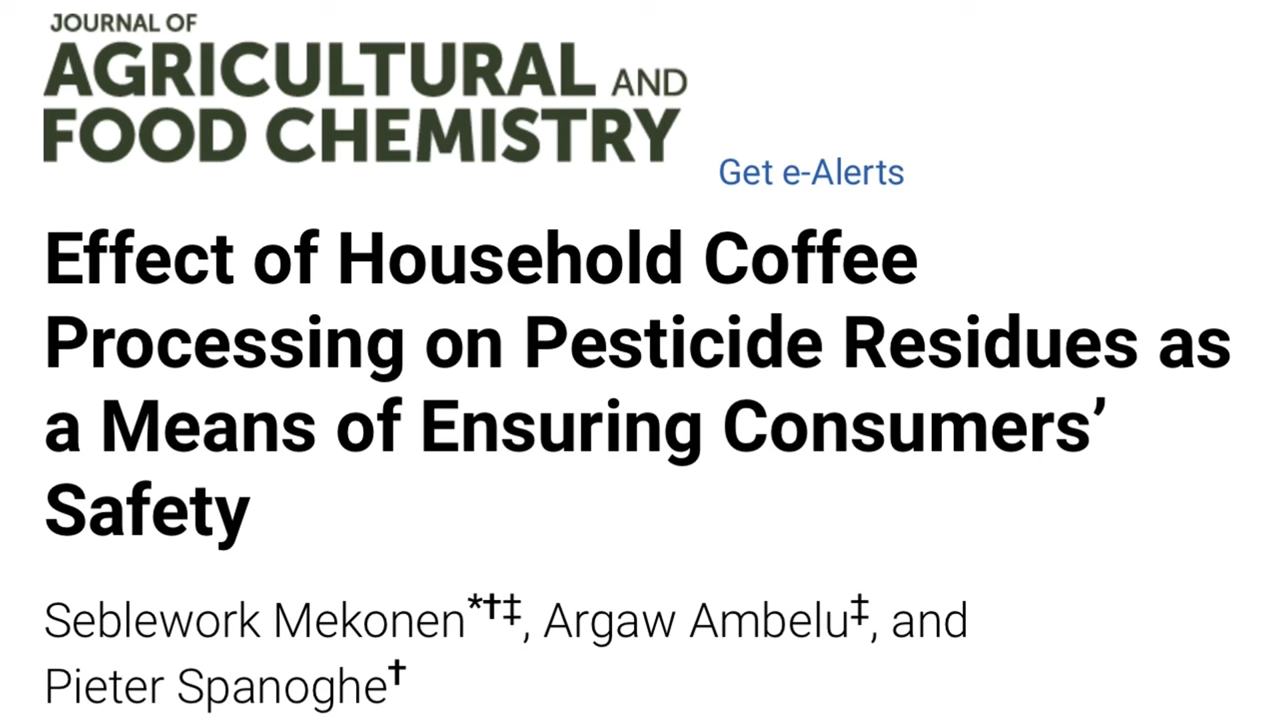 JOURNAL OF
AGRICULTURAL AND
FOOD CHEMISTRY
Get e-Alerts
Effect of Household Coffee
Processing on Pesticide Residues as
a Means of Ensuring Consumers’
Safety
Seblework Mekonen*†‡, Argaw Ambelu‡, and
Pieter Spanoghe†